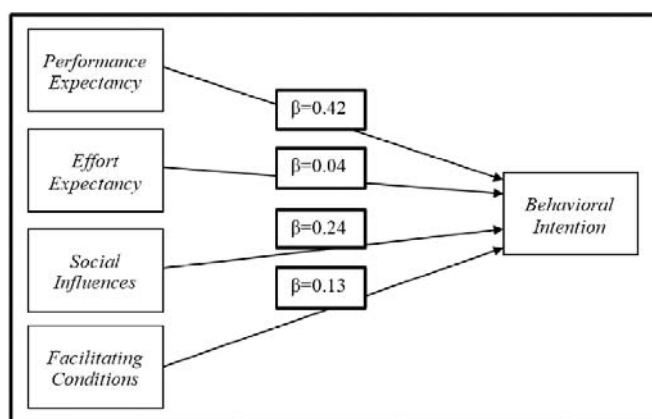 Performance
Expectancy
β=0.42
Effort
Expectancy
β=0.04
Behavioral
Intention
β=0.24
Social
Influences
β=0.13
Facilitating
Conditions